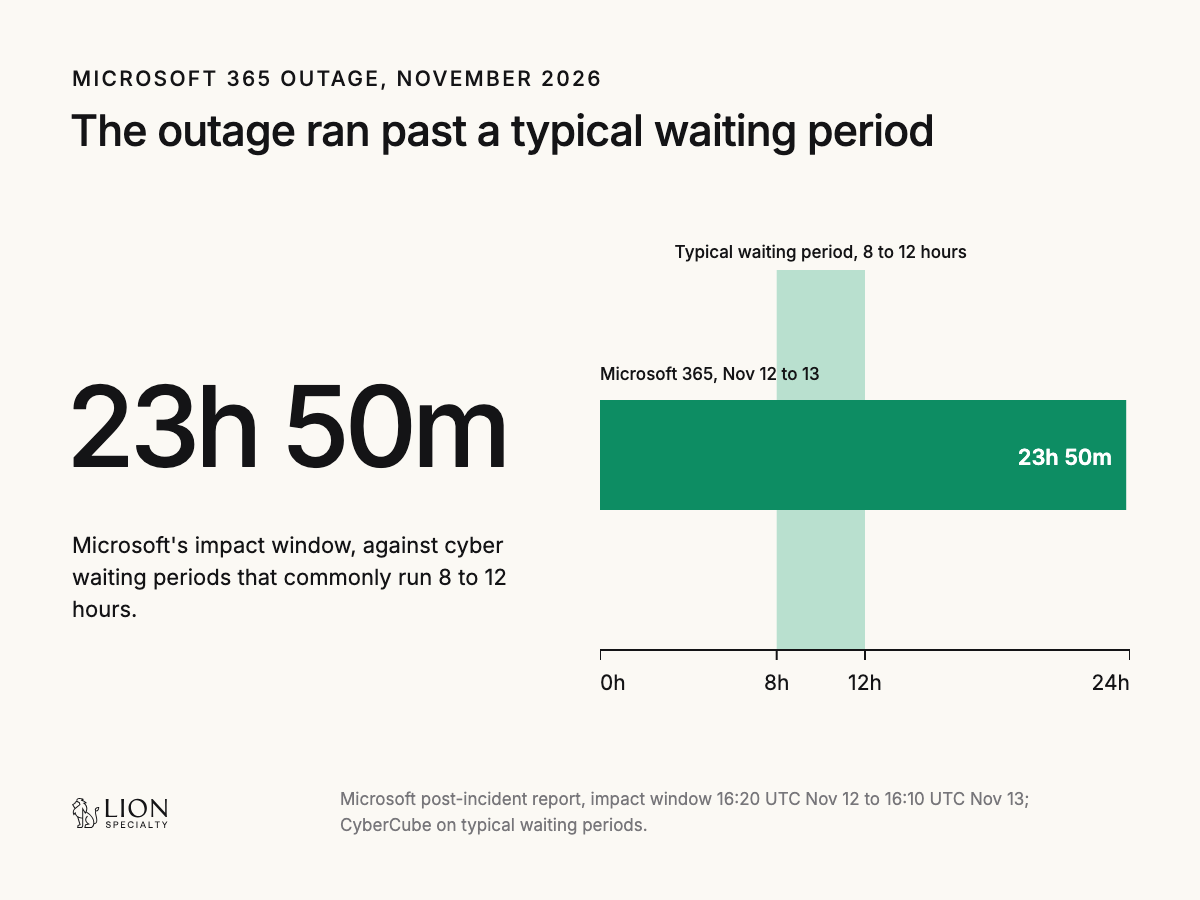 MICROSOFT 365 OUTAGE, NOVEMBER 2026
The outage ran past a typical waiting period
Typical waiting period, 8 to 12 hours
Microsoft 365, Nov 12 to 13
23h 50m
23h 50m
Microsoft's impact window, against cyber
waiting periods that commonly run 8 to 12
hours.
0h 8h 12h 24h
LION
SPECIALTY
Microsoft post-incident report, impact window 16:20 UTC Nov 12 to 16:10 UTC Nov 13;
CyberCube on typical waiting periods.